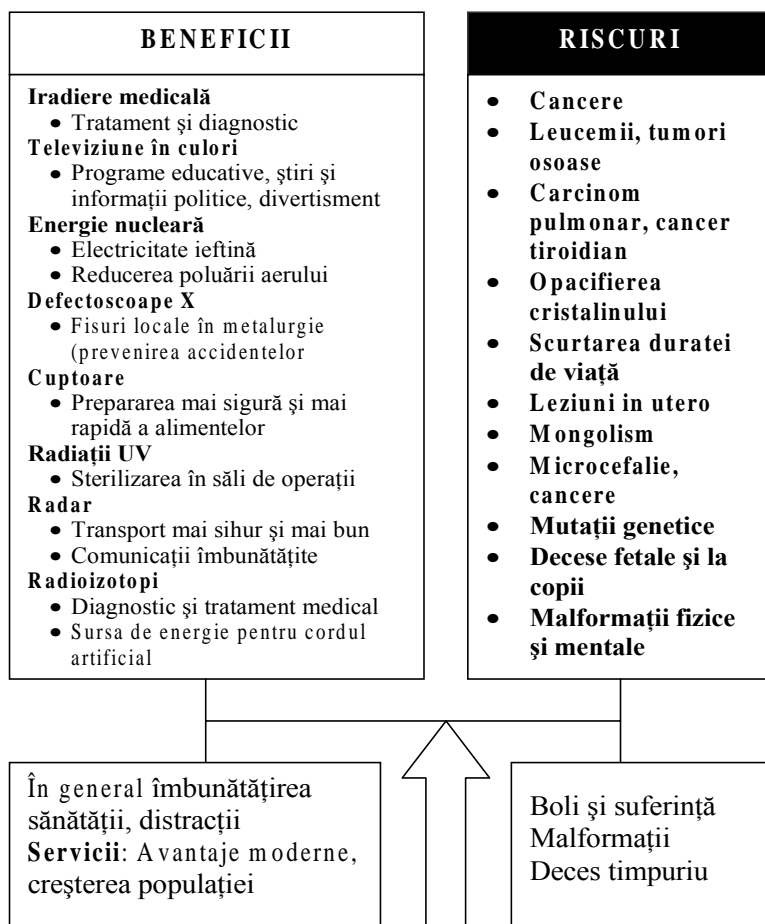 BENEFICII
Iradiere medicală
• Tratament şi diagnostic
Televiziune în culori
• Programe educative, ştiri şi
informaţii politice, divertisment
Energie nucleară
• Electricitate ieftină
• Reducerea poluării aerului
Defectoscoape X
• Fisuri locale în metalurgie
(prevenirea accidentelor
Cuptoare
• Prepararea mai sigură şi mai
rapidă a alimentelor
Radiaţii UV
• Sterilizarea în săli de operaţii
Radar
• Transport mai sihur şi mai bun
• Comunicaţii îmbunătăţite
Radioizotopi
• Diagnostic şi tratament medical
• Sursa de energie pentru cordul
artificial
RISCURI
• Cancere
• Leucemii, tumori
osoase
• Carcinom
pulmonar, cancer
tiroidian
• Opacifierea
cristalinului
• Scurtarea duratei
de viaţă
• Leziuni in utero
• Mongolism
• Microcefalie,
cancere
• Mutaţii genetice
• Decese fetale şi la
copii
• Malformaţii fizice
şi mentale
În general îmbunătăţirea
sănătăţii, distracţii
Servicii: Avantaje moderne,
creşterea populaţiei
Boli şi suferinţă
Malformaţii
Deces timpuriu